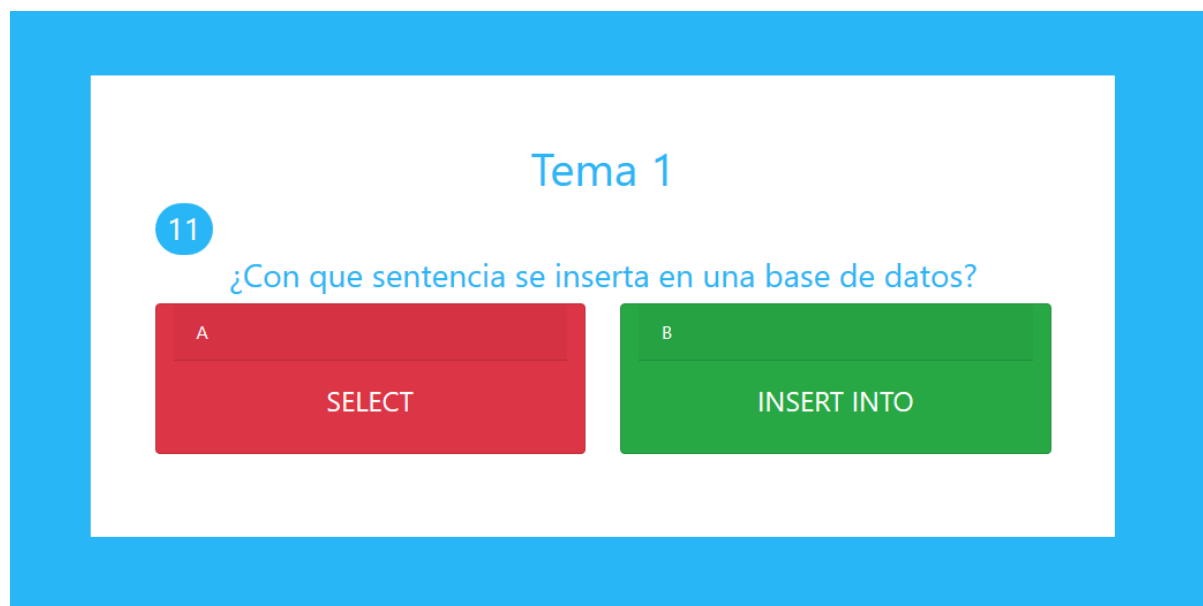 Tema 1
11
¿Con que sentencia se inserta en una base de datos?
A
SELECT
B
INSERT INTO